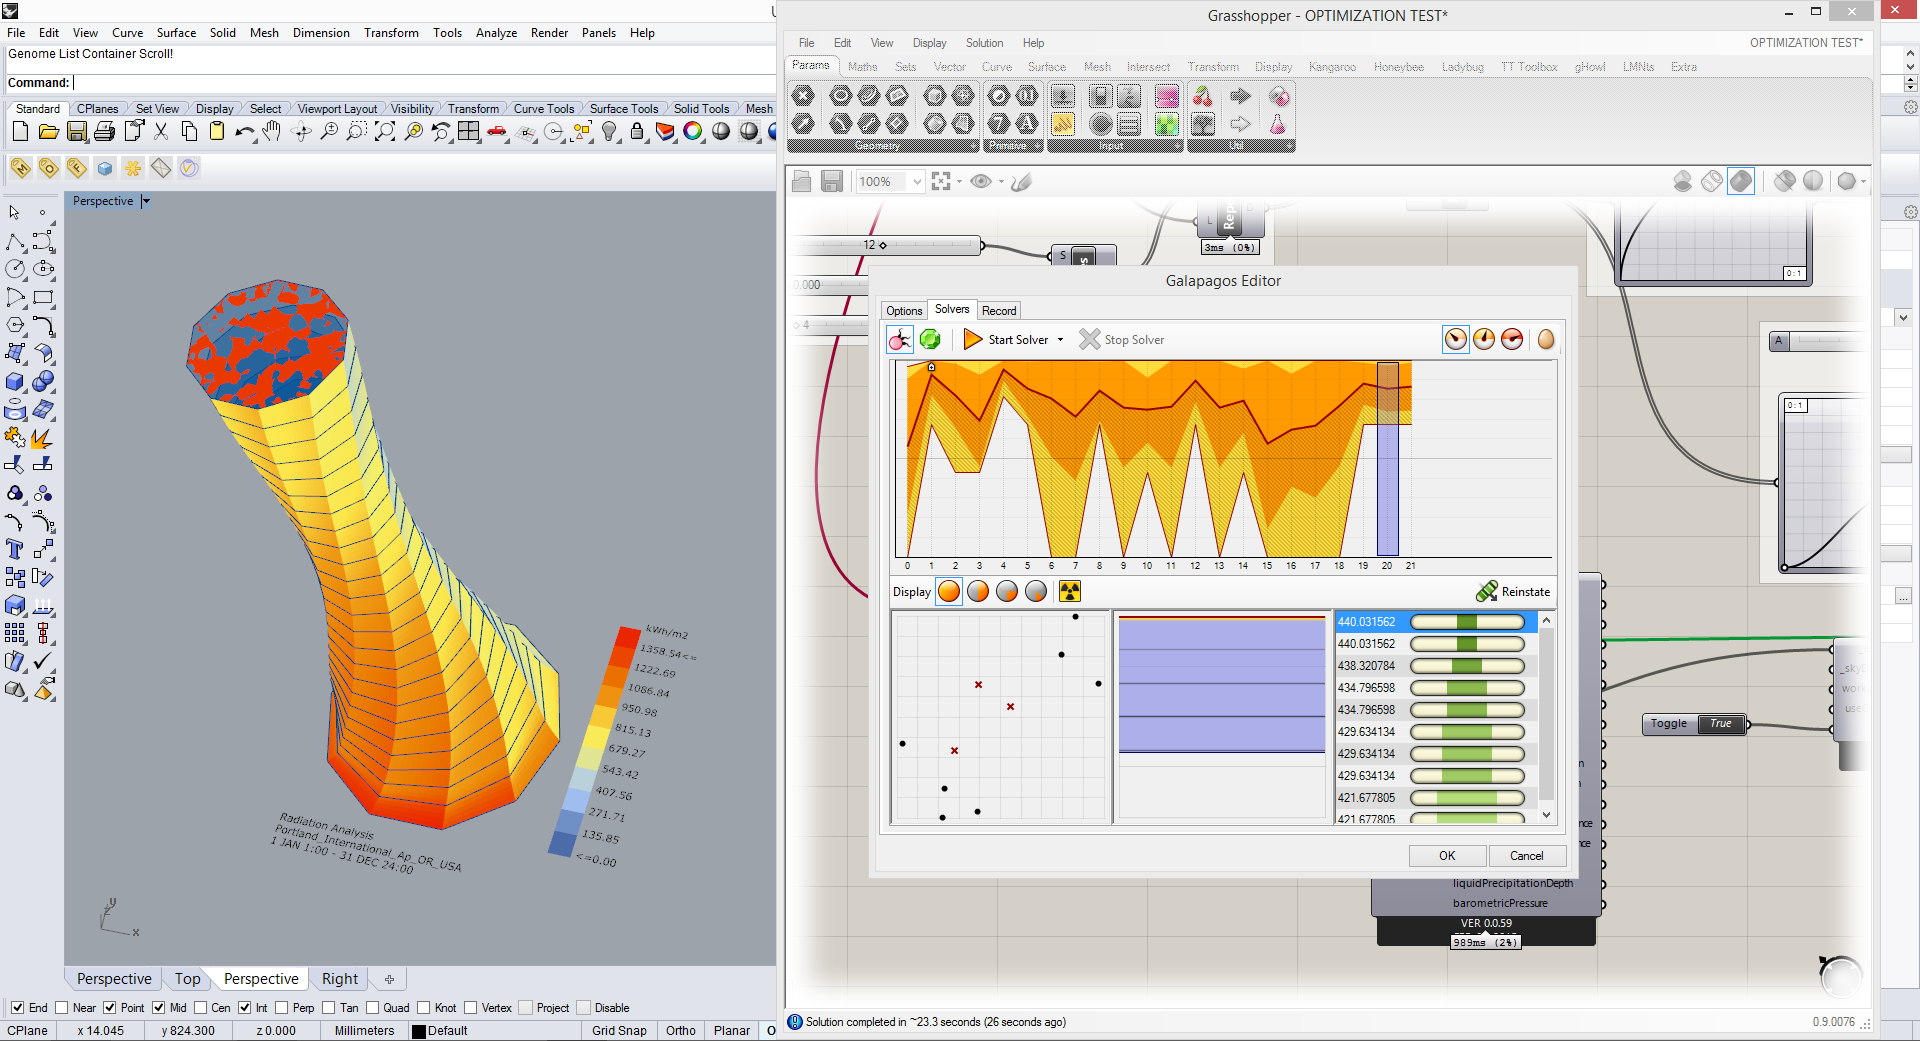 File Edit View Curve Surface Solid Mesh Dimension Transform Tools Analyze Render Panels Help
Genome List Container Scroll!
Command:
Standard CPlanes Set View Display Select Viewport Layout Visibility Transform Curve Tools Surface Tools Solid Tools Mesh
Perspective
kWh/m2
1358.54<=
1222.69
1086.84
950.98
815.13
679.27
543.42
407.56
271.71
135.85
<=0.00
Radiation Analysis
Portland_International_Ap_OR_USA
1 JAN 1:00 - 31 DEC 24:00
y
z
x
Perspective Top Perspective Right
End Near Point Mid Cen Int Perp Tan Quad Knot Vertex Project Disable
CPlane x 14.045 y 824.300 z 0.000 Millimeters Default Grid Snap Ortho Planar O
Grasshopper - OPTIMIZATION TEST*
File Edit View Display Solution Help OPTIMIZATION TEST*
Params Maths Sets Vector Curve Surface Mesh Intersect Transform Display Kangaroo Honeybee Ladybug TT Toolbox gHowl LMNts Extra
Geometry Primitive Input Util
100%
12
L
3ms (0%)
S
0.000
4
0:1
A
0:1
Galapagos Editor
Options Solvers Record
Start Solver Stop Solver
0 1 2 3 4 5 6 7 8 9 10 11 12 13 14 15 16 17 18 19 20 21
Display Reinstate
440.031562
440.031562
438.320784
434.796598
434.796598
429.634134
429.634134
429.634134
421.677805
421.677805
OK Cancel
Toggle True
liquidPrecipitationDepth
barometricPressure
VER 0.0.59
989ms (2%)
Solution completed in ~23.3 seconds (26 seconds ago)
0.9.0076